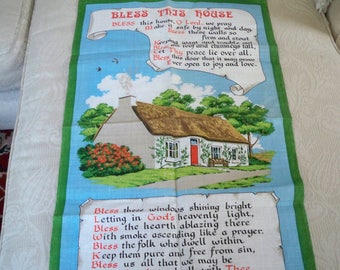 BLESS THIS HOUSE
BLESS this house, O Lord, we pray
Make it safe by night and day,
Bless these walls so
firm and stout
Keeping want and trouble out
Bless the roof and chimneys tall,
Let Thy peace lie over all.
Bless this door that it may prove
Ever open to joy and love.
Bless these windows shining bright
Letting in God's heavenly light,
Bless the hearth ablazing there
With smoke ascending like a prayer.
Bless the folk who dwell within
Keep them pure and free from sin,
Bless us all that we may be
dwell with Thee